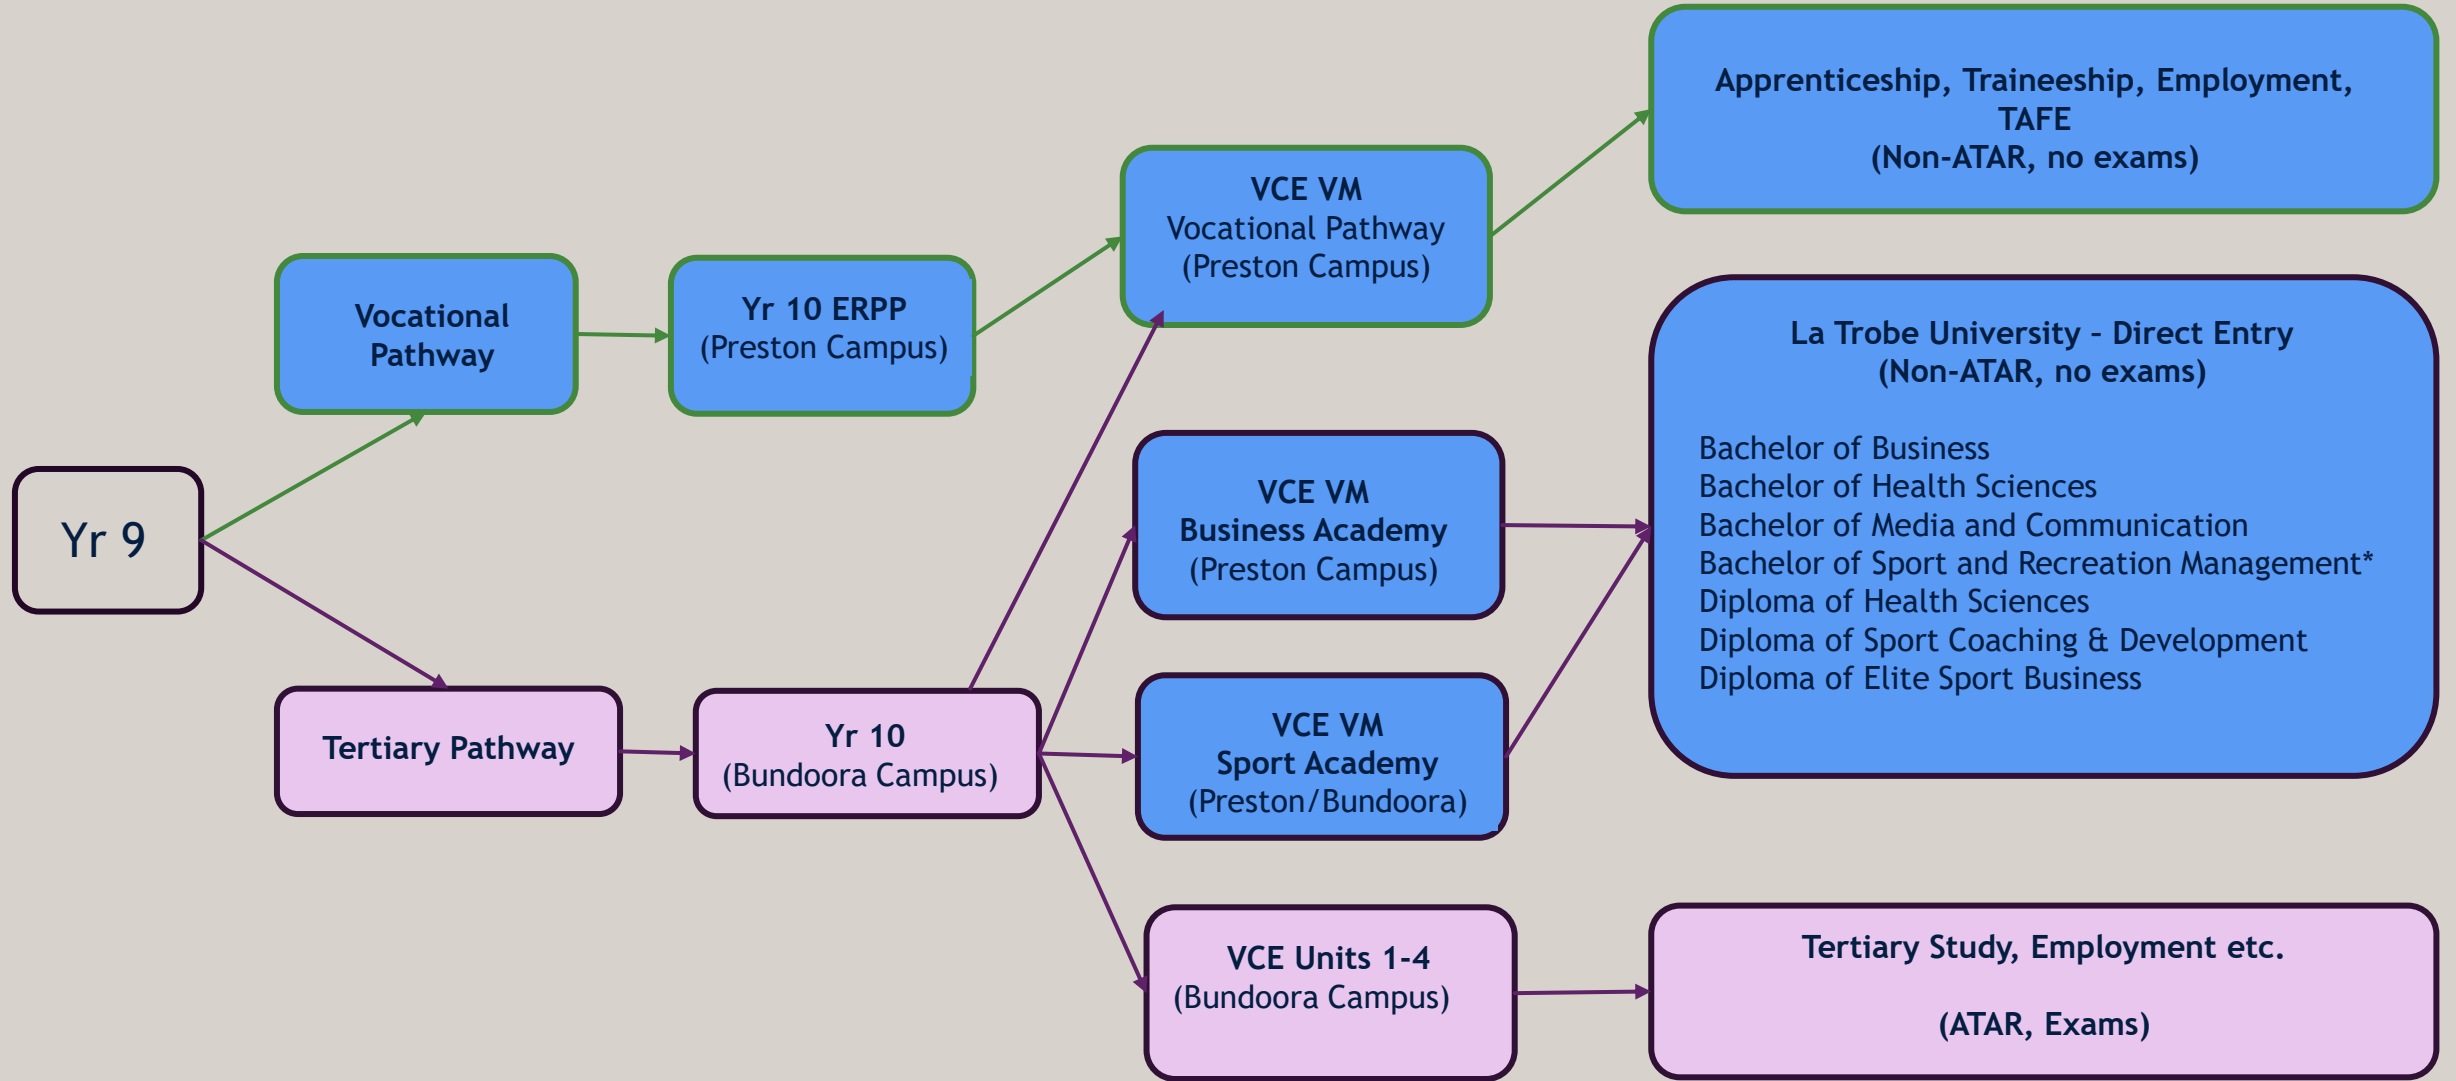 Yr 9
Vocational
Pathway
Tertiary Pathway
Yr 10 ERPP
(Preston Campus)
Yr 10
(Bundoora Campus)
VCE VM
Vocational Pathway
(Preston Campus)
VCE VM
Business Academy
(Preston Campus)
VCE VM
Sport Academy
(Preston/Bundoora)
VCE Units 1-4
(Bundoora Campus)
Apprenticeship, Traineeship, Employment,
TAFE
(Non-ATAR, no exams)
La Trobe University – Direct Entry
(Non-ATAR, no exams)
Bachelor of Business
Bachelor of Health Sciences
Bachelor of Media and Communication
Bachelor of Sport and Recreation Management*
Diploma of Health Sciences
Diploma of Sport Coaching & Development
Diploma of Elite Sport Business
Tertiary Study, Employment etc.
(ATAR, Exams)